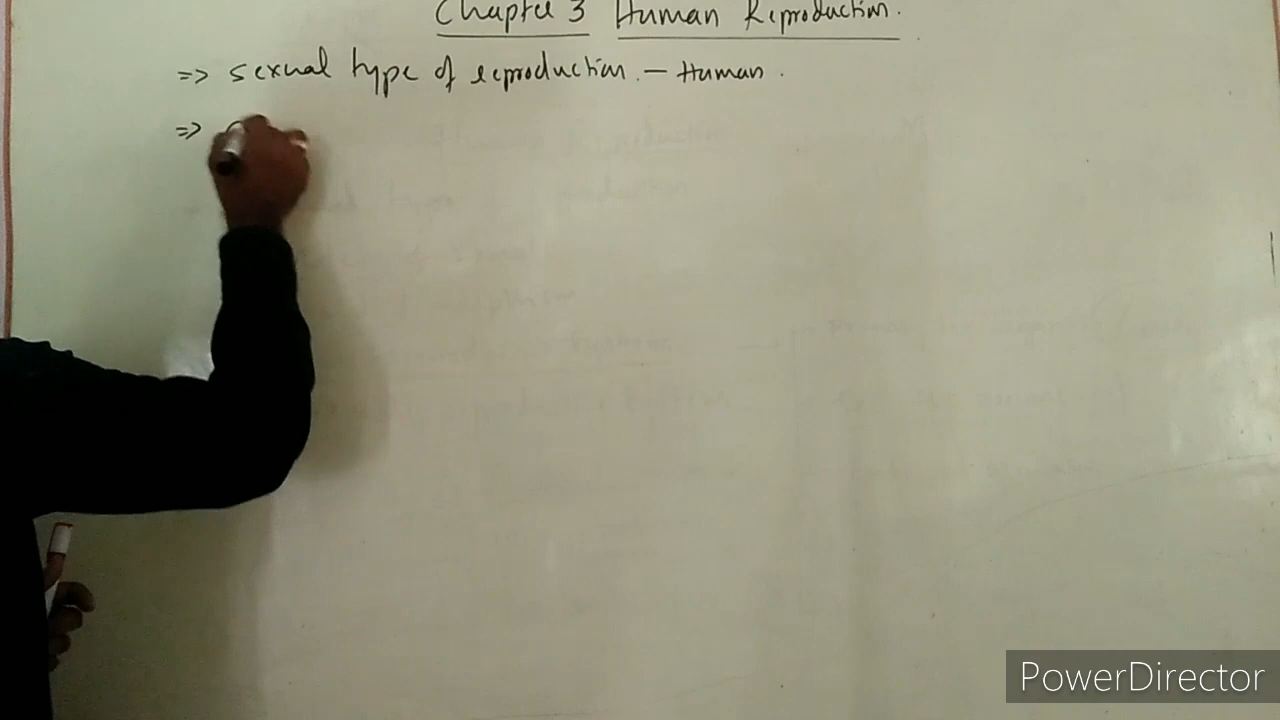 Chapter 3 Human Reproduction.
=> sexual type of reproduction. – Human.
=>
PowerDirector